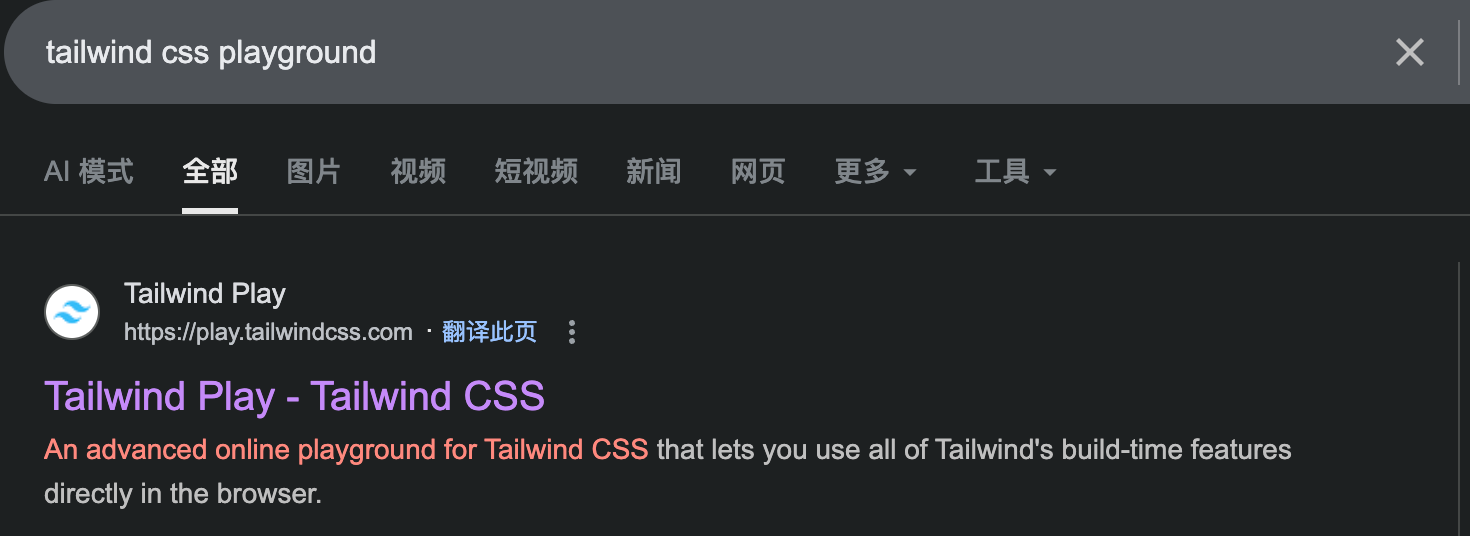 tailwind css playground
AI 模式 全部 图片 视频 短视频 新闻 网页 更多 工具
Tailwind Play
https://play.tailwindcss.com · 翻译此页
Tailwind Play - Tailwind CSS
An advanced online playground for Tailwind CSS that lets you use all of Tailwind's build-time features
directly in the browser.